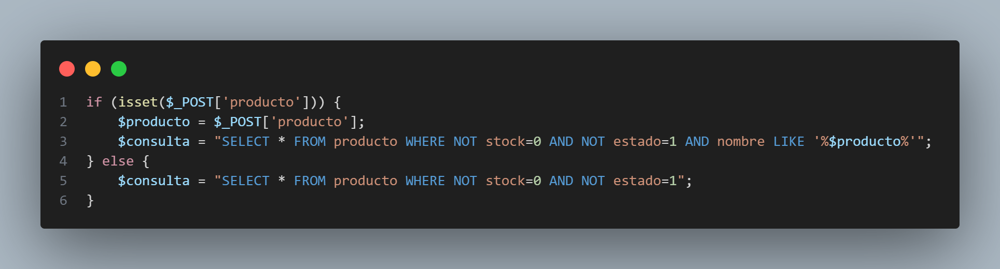 1 if (isset($_POST['producto'])) {
2     $producto = $_POST['producto'];
3     $consulta = "SELECT * FROM producto WHERE NOT stock=0 AND NOT estado=1 AND nombre LIKE '%$producto%'";
4 } else {
5     $consulta = "SELECT * FROM producto WHERE NOT stock=0 AND NOT estado=1";
6 }